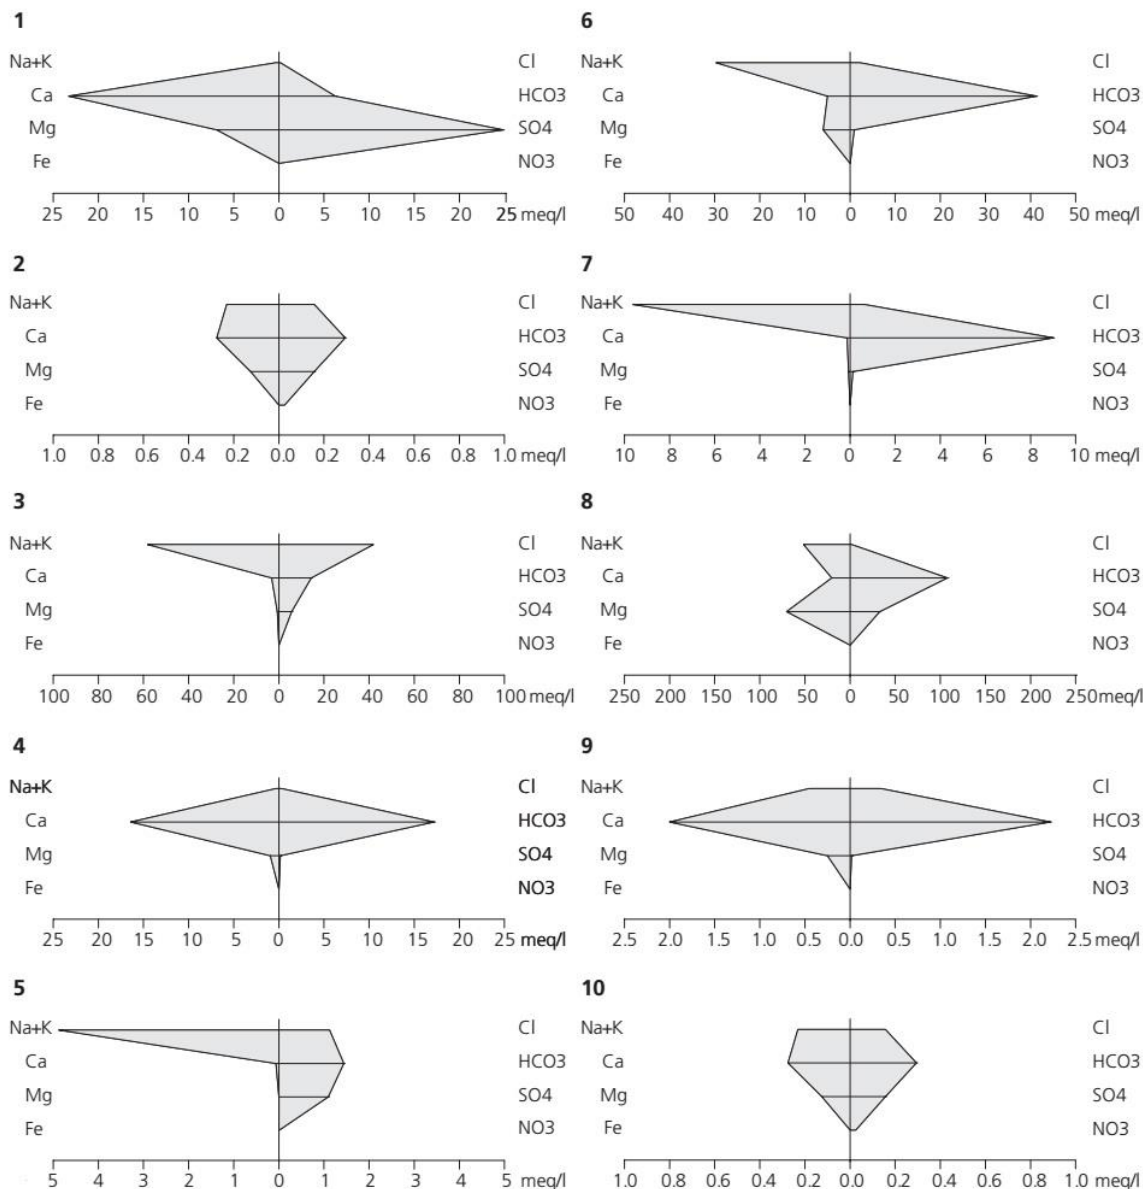 1
Na+K Cl
Ca HCO3
Mg SO4
Fe NO3
25 20 15 10 5 0 5 10 15 20 25 meq/l
2
Na+K Cl
Ca HCO3
Mg SO4
Fe NO3
1.0 0.8 0.6 0.4 0.2 0.0 0.2 0.4 0.6 0.8 1.0 meq/l
3
Na+K Cl
Ca HCO3
Mg SO4
Fe NO3
100 80 60 40 20 0 20 40 60 80 100 meq/l
4
Na+K Cl
Ca HCO3
Mg SO4
Fe NO3
25 20 15 10 5 0 5 10 15 20 25 meq/l
5
Na+K Cl
Ca HCO3
Mg SO4
Fe NO3
5 4 3 2 1 0 1 2 3 4 5 meq/l
6
Na+K Cl
Ca HCO3
Mg SO4
Fe NO3
50 40 30 20 10 0 10 20 30 40 50 meq/l
7
Na+K Cl
Ca HCO3
Mg SO4
Fe NO3
10 8 6 4 2 0 2 4 6 8 10 meq/l
8
Na+K Cl
Ca HCO3
Mg SO4
Fe NO3
250 200 150 100 50 0 50 100 150 200 250 meq/l
9
Na+K Cl
Ca HCO3
Mg SO4
Fe NO3
2.5 2.0 1.5 1.0 0.5 0.0 0.2 1.0 1.5 2.0 2.5 meq/l
10
Na+K Cl
Ca HCO3
Mg SO4
Fe NO3
1.0 0.8 0.6 0.4 0.2 0.0 0.2 0.4 0.6 0.8 1.0 meq/l